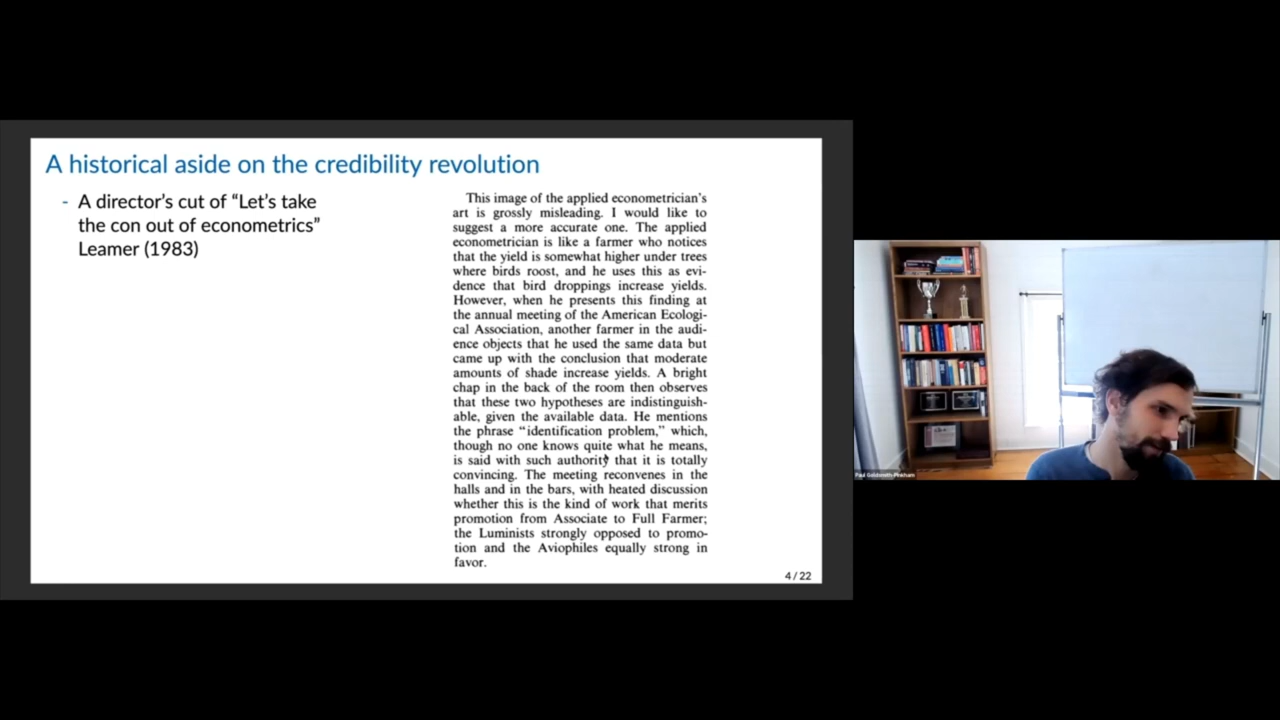 A historical aside on the credibility revolution
- A director's cut of “Let's take
the con out of econometrics”
Leamer (1983)
This image of the applied econometrician's
art is grossly misleading. I would like to
suggest a more accurate one. The applied
econometrician is like a farmer who notices
that the yield is somewhat higher under trees
where birds roost, and he uses this as evi-
dence that bird droppings increase yields.
However, when he presents this finding at
the annual meeting of the American Ecologi-
cal Association, another farmer in the audi-
ence objects that he used the same data but
came up with the conclusion that moderate
amounts of shade increase yields. A bright
chap in the back of the room then observes
that these two hypotheses are indistinguish-
able, given the available data. He mentions
the phrase “identification problem,” which,
though no one knows quite what he means,
is said with such authority that it is totally
convincing. The meeting reconvenes in the
halls and in the bars, with heated discussion
whether this is the kind of work that merits
promotion from Associate to Full Farmer;
the Luminists strongly opposed to promo-
tion and the Aviophiles equally strong in
favor.
4 / 22
Paul Goldsmith-Pinkham